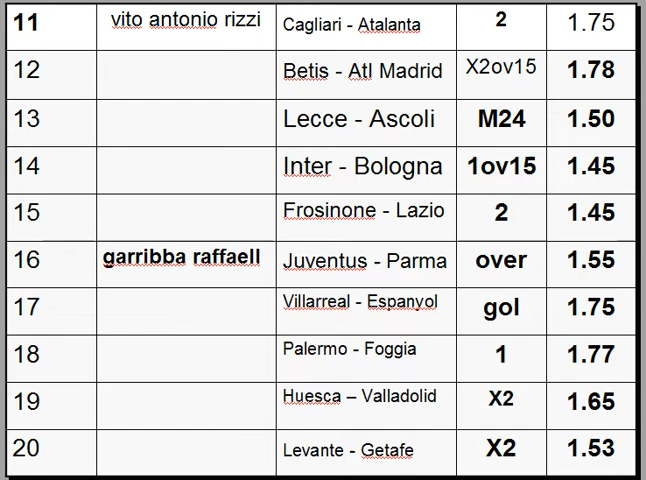 11 vito antonio rizzi Cagliari - Atalanta 2 1.75
12 Betis - Atl Madrid X2ov15 1.78
13 Lecce - Ascoli M24 1.50
14 Inter - Bologna 1ov15 1.45
15 Frosinone - Lazio 2 1.45
16 garribba raffaell Juventus - Parma over 1.55
17 Villarreal - Espanyol gol 1.75
18 Palermo - Foggia 1 1.77
19 Huesca – Valladolid X2 1.65
20 Levante - Getafe X2 1.53